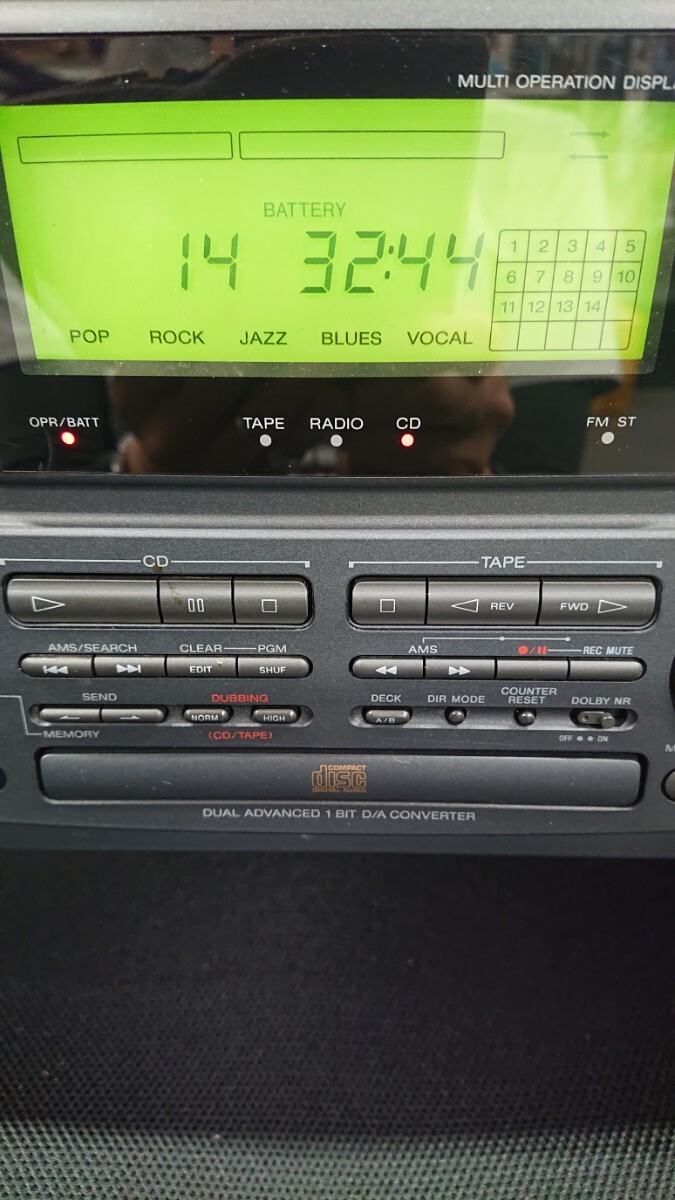 MULTI OPERATION DISPLA
BATTERY
14 32:44
1 2 3 4 5
6 7 8 9 10
11 12 13 14
POP ROCK JAZZ BLUES VOCAL
OPR/BATT TAPE RADIO CD FM ST
CD TAPE
REV FWD
AMS/SEARCH CLEAR PGM AMS REC MUTE
EDIT SHUF
SEND DUBBING DECK DIR MODE COUNTER RESET DOLBY NR
NORM HIGH A/B
MEMORY (CD/TAPE) OFF ON
M
COMPACT
disc
DIGITAL AUDIO
DUAL ADVANCED 1 BIT D/A CONVERTER